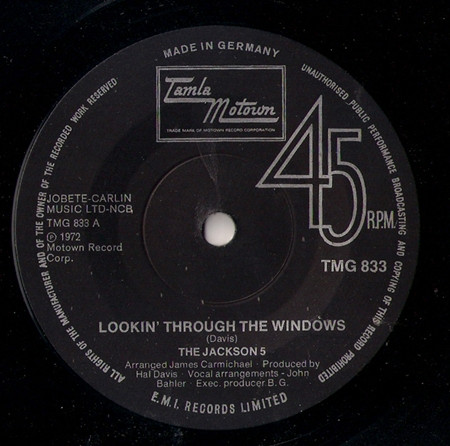 MADE IN GERMANY
Tamla
Motown
TRADE MARK OF MOTOWN RECORD CORPORATION
45 R.P.M.
JOBETE-CARLIN
MUSIC LTD-NCB
TMG 833 A
℗ 1972
Motown Record
Corp.
TMG 833
LOOKIN' THROUGH THE WINDOWS
(Davis)
THE JACKSON 5
Arranged James Carmichael · Produced by
Hal Davis · Vocal arrangements - John
Bahler · Exec. producer B.G.
E.M.I. RECORDS LIMITED
ALL RIGHTS OF THE MANUFACTURER AND OF THE OWNER OF THE RECORDED WORK RESERVED
UNAUTHORISED PUBLIC PERFORMANCE BROADCASTING AND COPYING OF THIS RECORD PROHIBITED